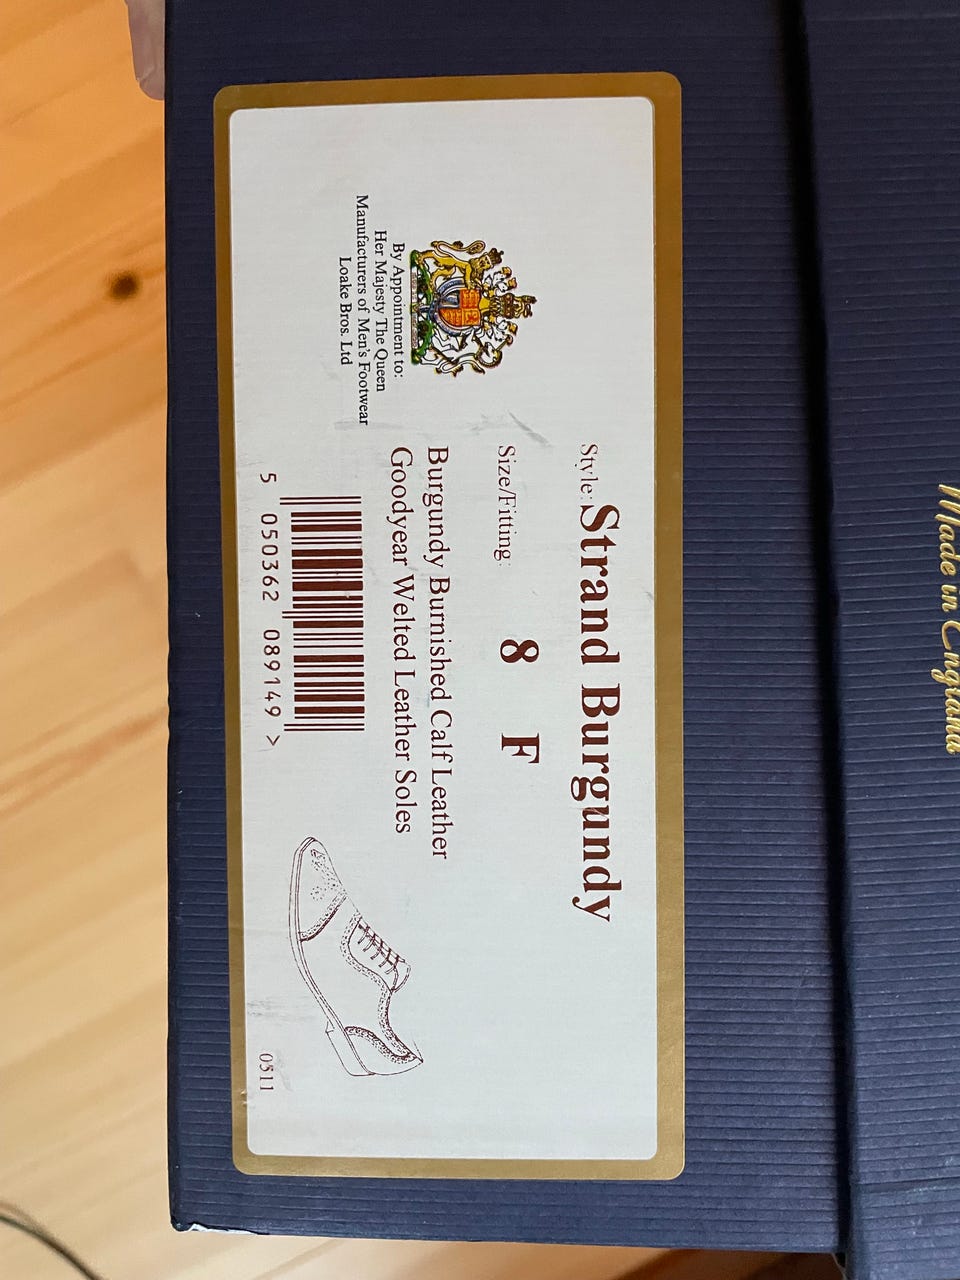 Made in England
Style: Strand Burgundy
Size/Fitting: 8 F
Burgundy Burnished Calf Leather
Goodyear Welted Leather Soles
By Appointment to:
Her Majesty The Queen
Manufacturers of Men's Footwear
Loake Bros. Ltd
5 050362 089149 >
0511